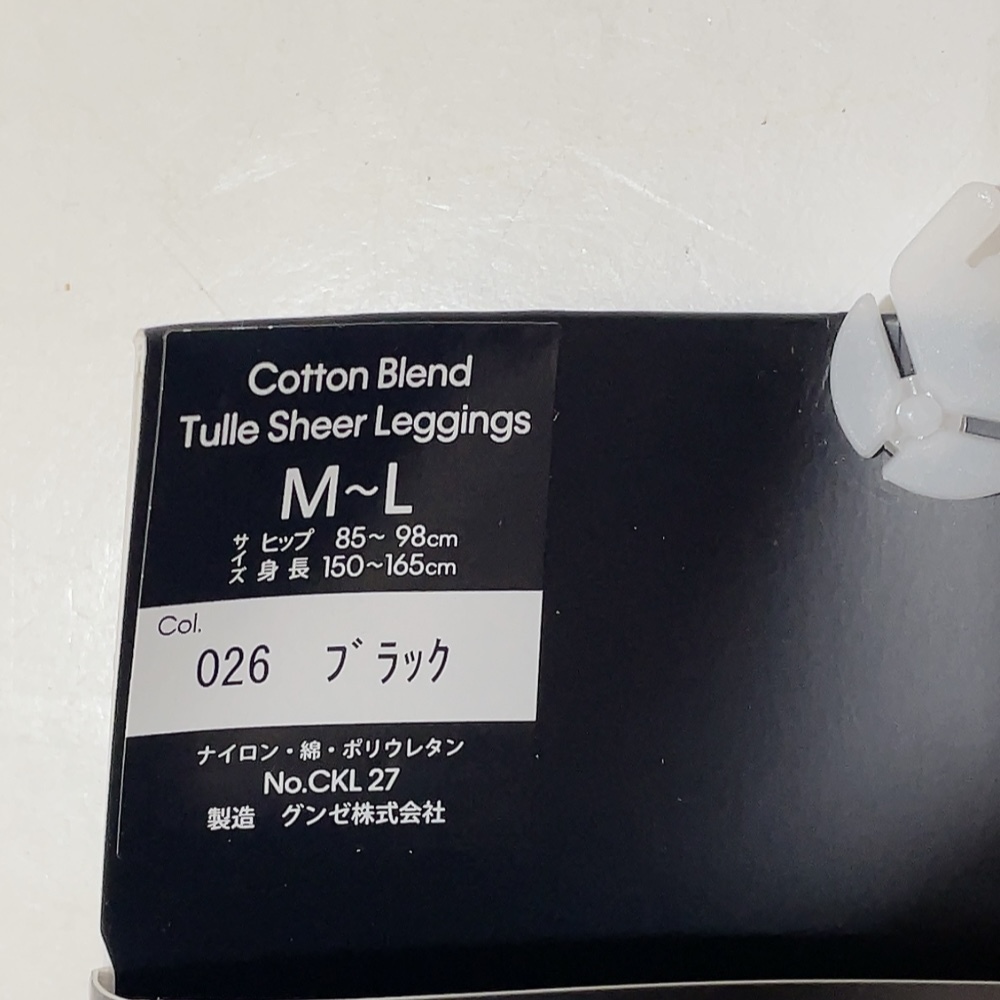 Cotton Blend
Tulle Sheer Leggings
M~L
サイズ ヒップ 85~ 98cm
身長 150~165cm
Col.
026 ブラック
ナイロン・綿・ポリウレタン
No.CKL 27
製造 グンゼ株式会社